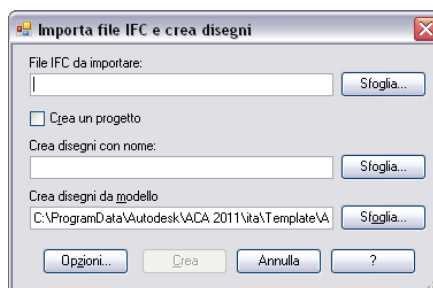 Importa file IFC e crea disegni
File IFC da importare:
Sfoglia...
Crea un progetto
Crea disegni con nome:
Sfoglia...
Crea disegni da modello
C:\ProgramData\Autodesk\ACA 2011\ita\Template\A
Sfoglia...
Opzioni...
Crea
Annulla
?